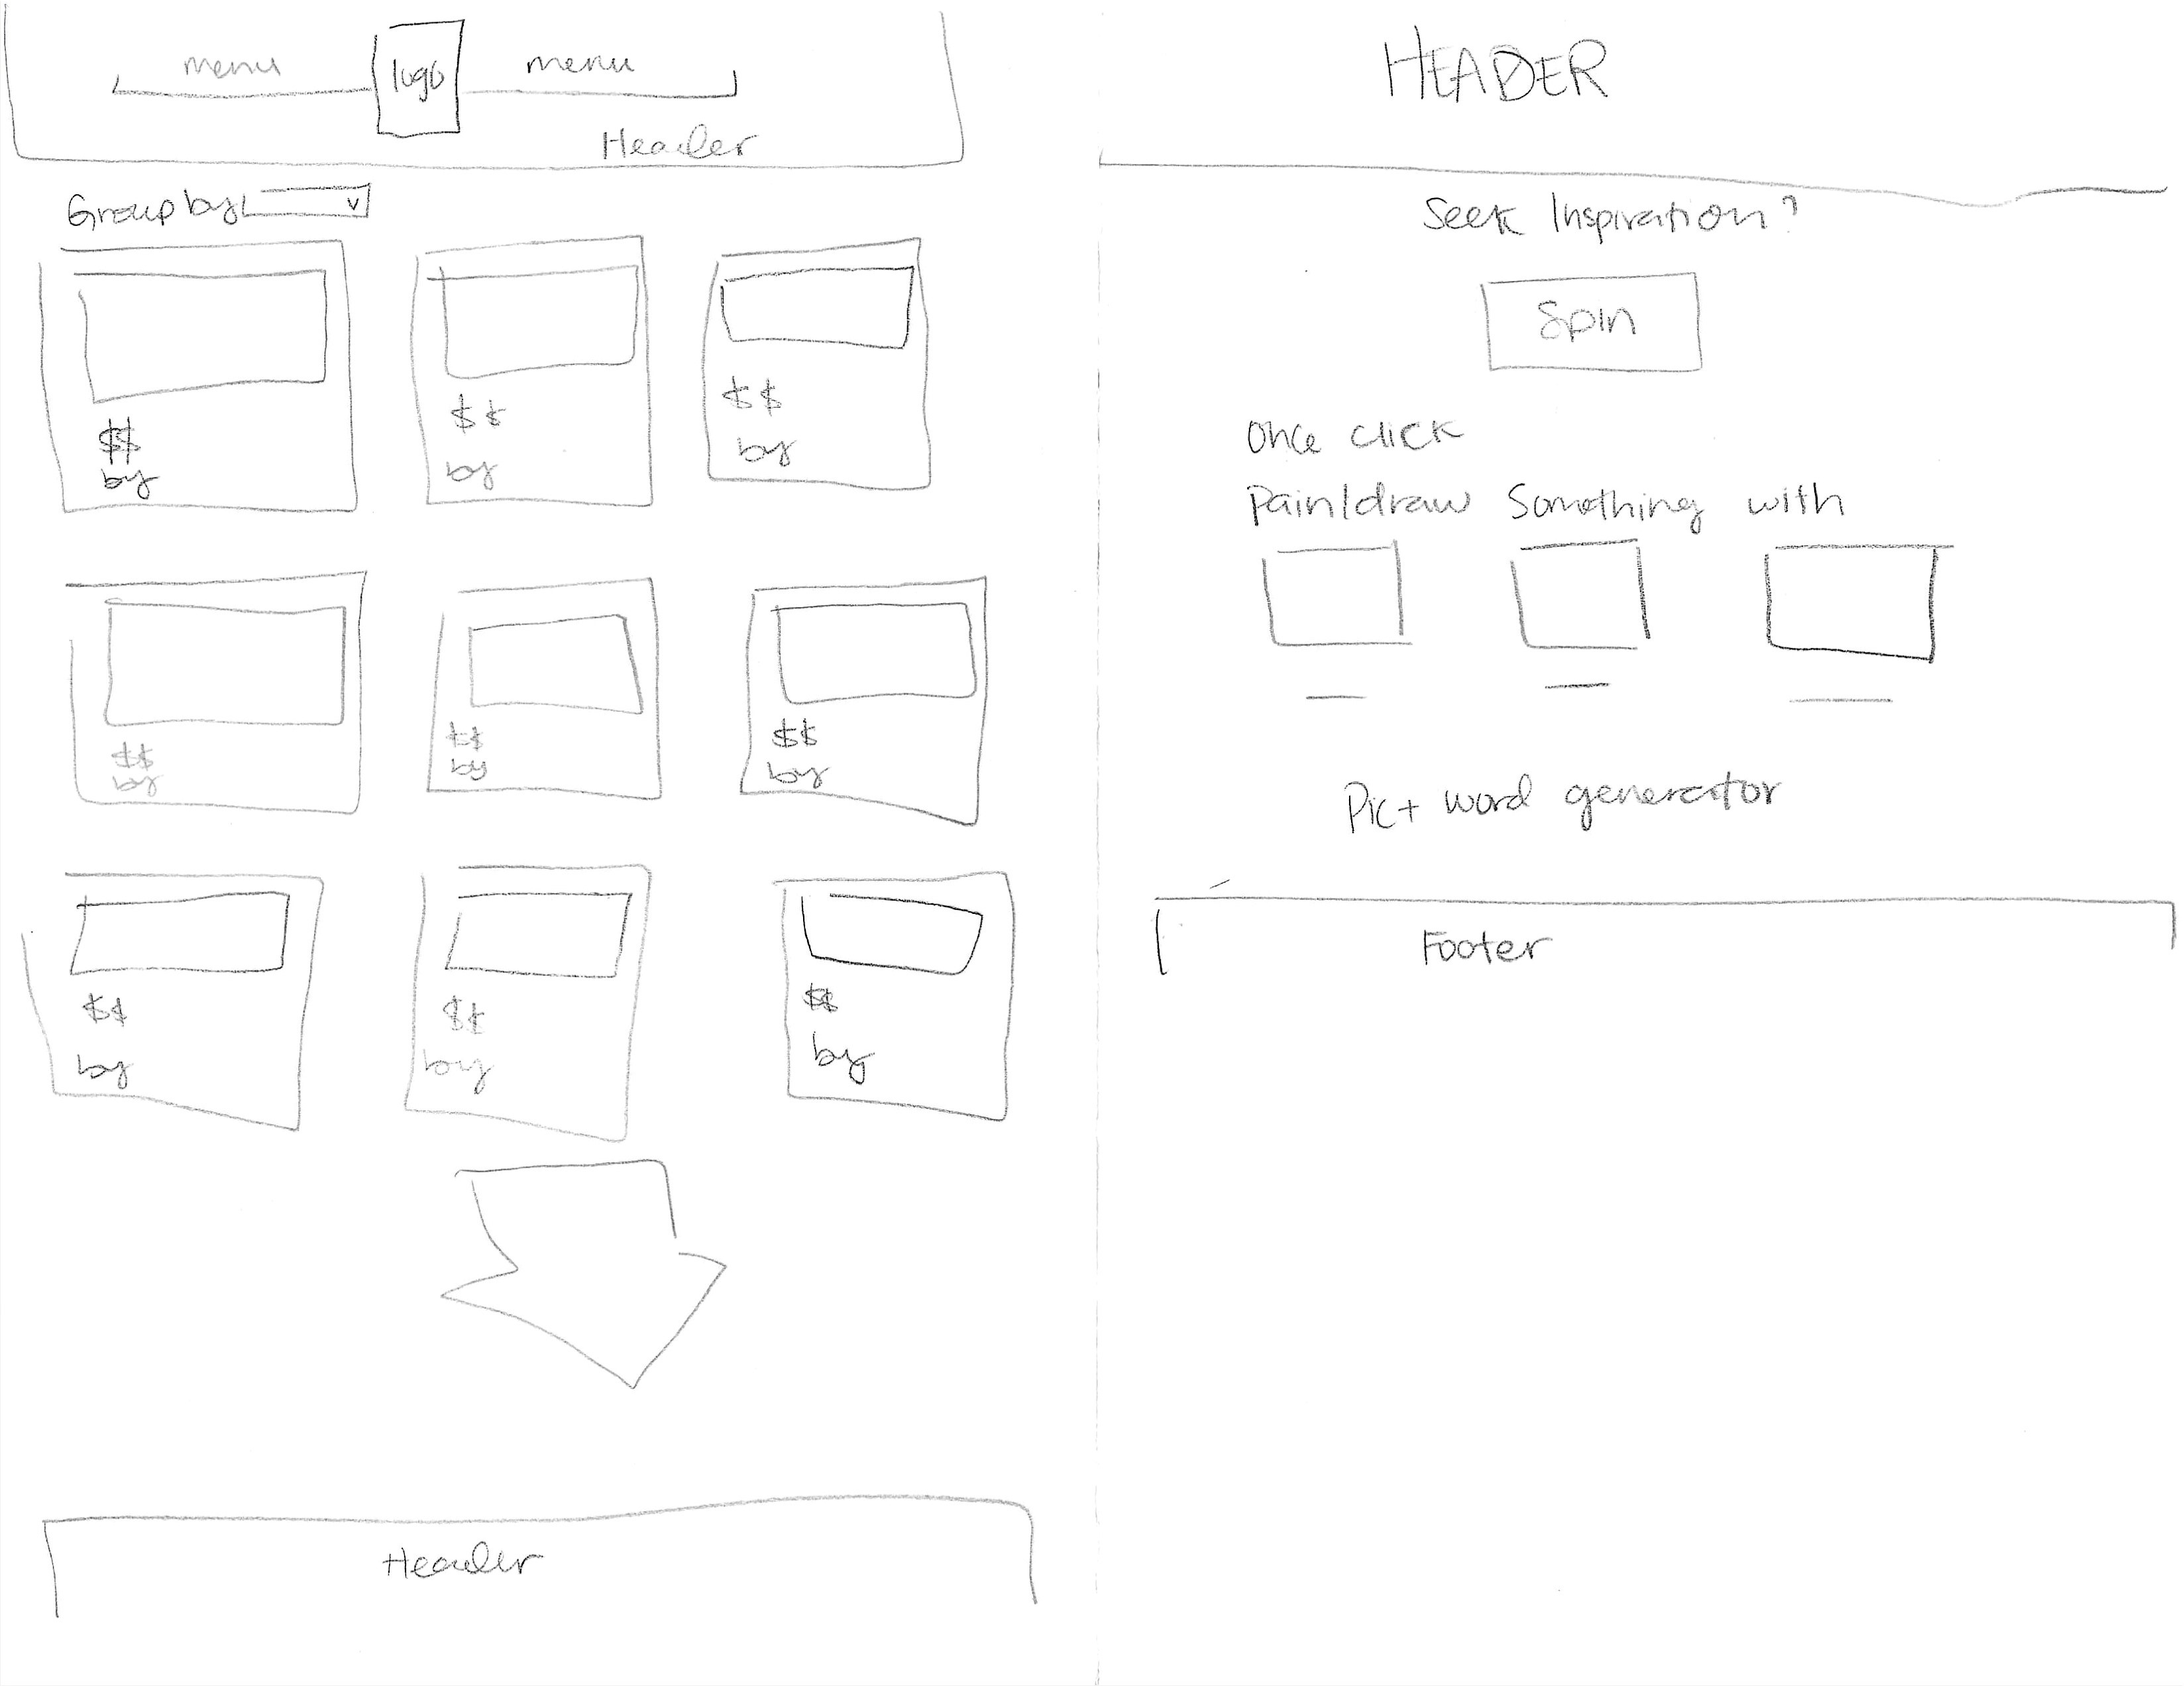 menu logo menu
Header
Group by
$$ $$ $$
by by by
$$ $$ $$
by by by
$$ $$ $$
by by by
Header
HEADER
Seek Inspiration?
Spin
Once click
Pain/draw Something with
Pic + word generator
Footer